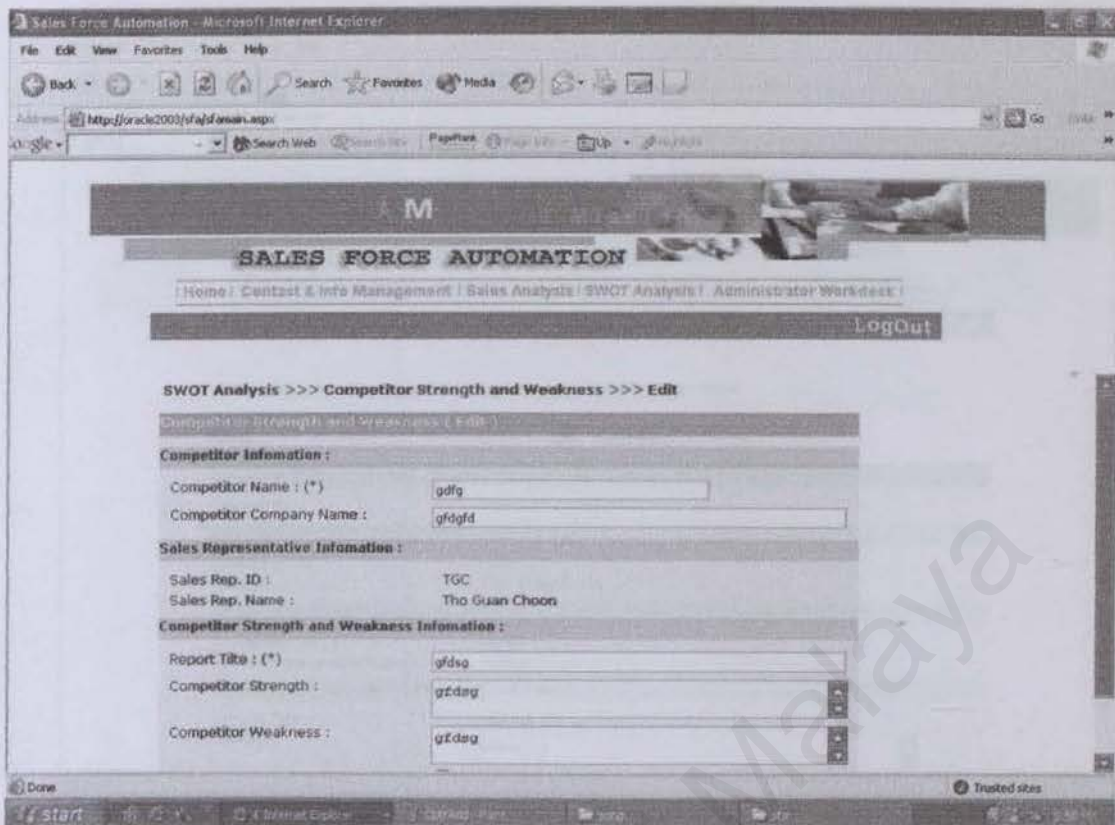 Sales Force Automation - Microsoft Internet Explorer
File Edit View Favorites Tools Help
Back Search Favorites Media
Address http://oracle2003/sfa/sfamain.aspx Go
Search Web PageRank Up
M
SALES FORCE AUTOMATION
Home | Contact & Info Management | Sales Analysis | SWOT Analysis | Administrator Workdesk |
LogOut
SWOT Analysis >>> Competitor Strength and Weakness >>> Edit
Competitor Strength and Weakness ( Edit )
Competitor Infomation :
Competitor Name : (*) gdfg
Competitor Company Name : gfdgfd
Sales Representative Infomation :
Sales Rep. ID : TGC
Sales Rep. Name : Tho Guan Choon
Competitor Strength and Weakness Infomation :
Report Tilte : (*) gfdsg
Competitor Strength : gfdsg
Competitor Weakness : gfdsg
Done Trusted sites
start
Malaya